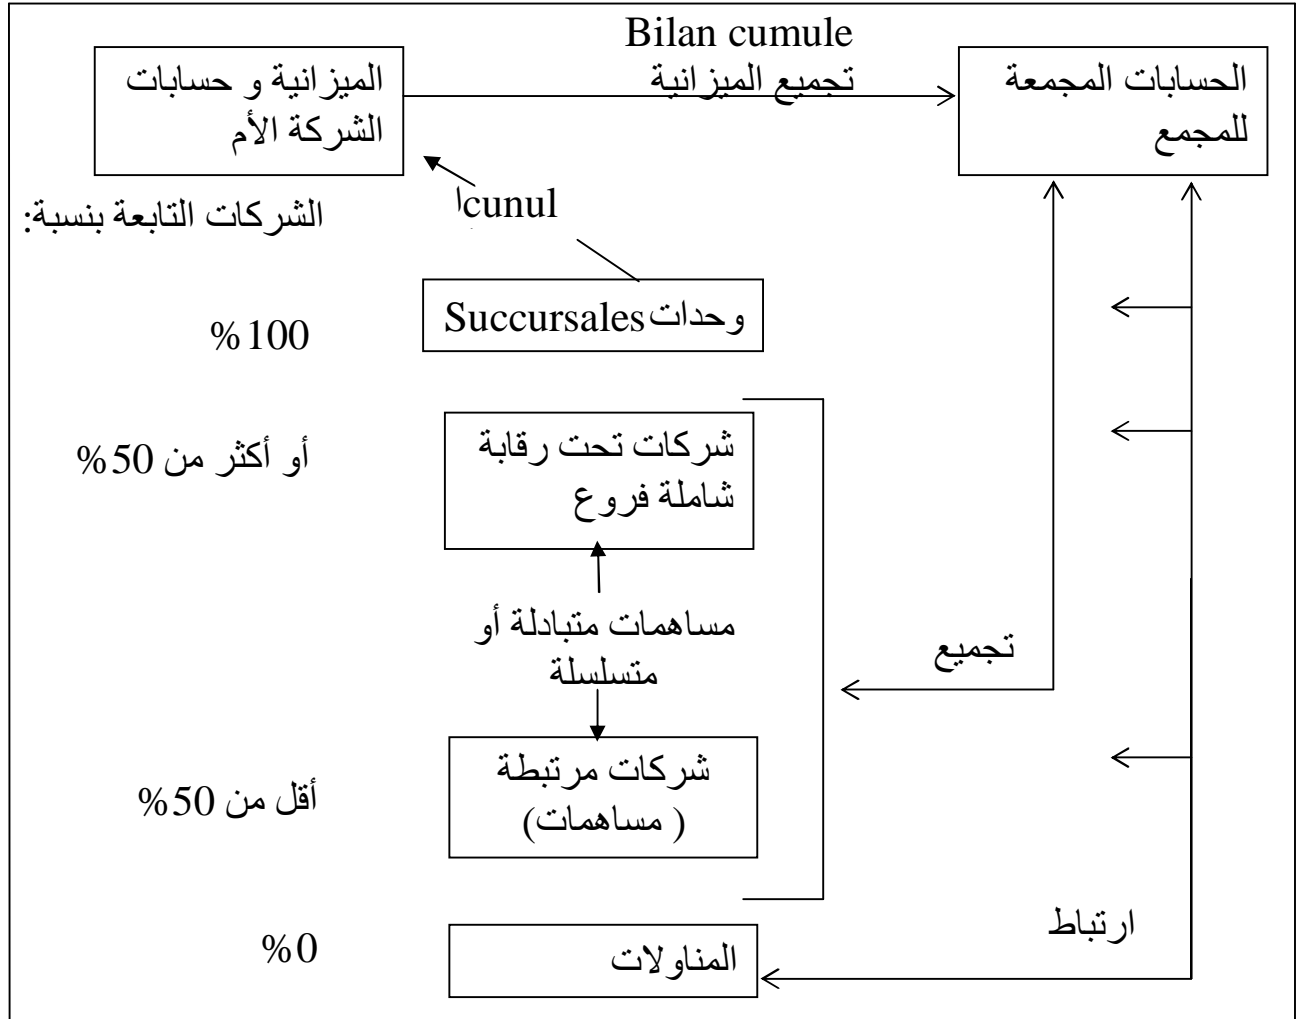 Bilan cumule
تجميع الميزانية
الحسابات المجمعة
للمجمع
الميزانية و حسابات
الشركة الأم
cunul
الشركات التابعة بنسبة:
وحدات Succursales
%100
شركات تحت رقابة
شاملة فروع
أو أكثر من 50%
مساهمات متبادلة أو
متسلسلة
تجميع
شركات مرتبطة
( مساهمات)
أقل من 50%
ارتباط
المناولات
%0